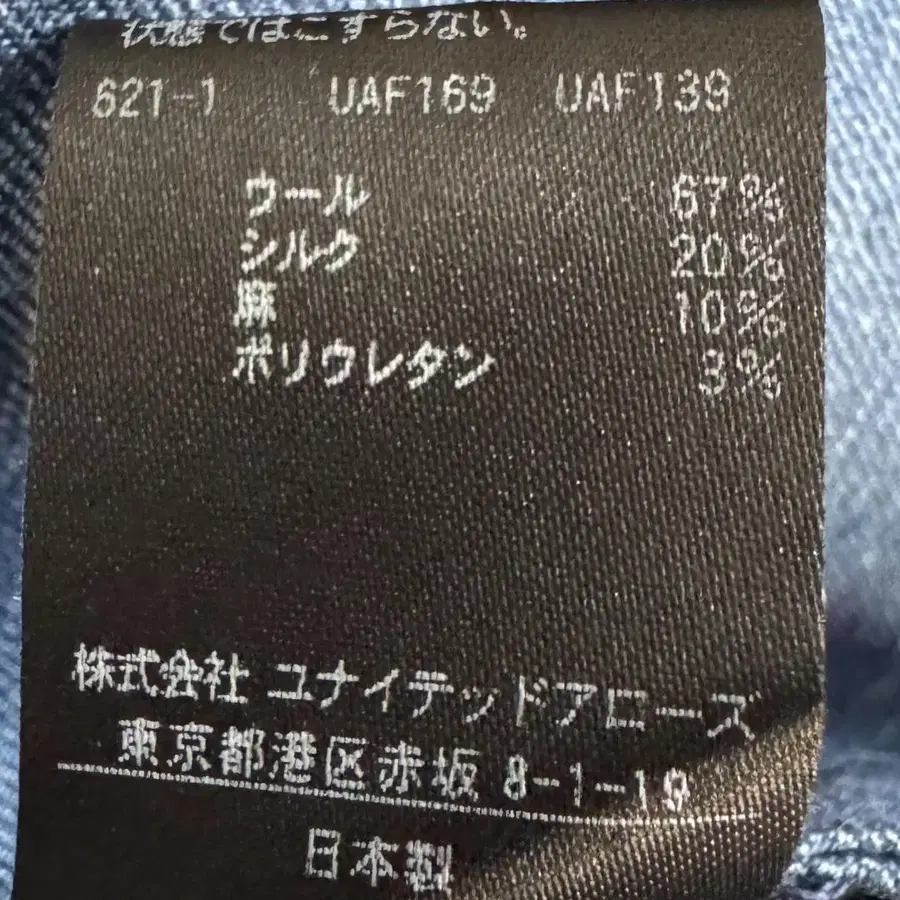 状態ではこすらない。
621-1 UAF169 UAF139
ウール 67%
シルク 20%
麻 10%
ポリウレタン 3%
株式会社 ユナイテッドアローズ
東京都港区赤坂 8-1-19
日本製